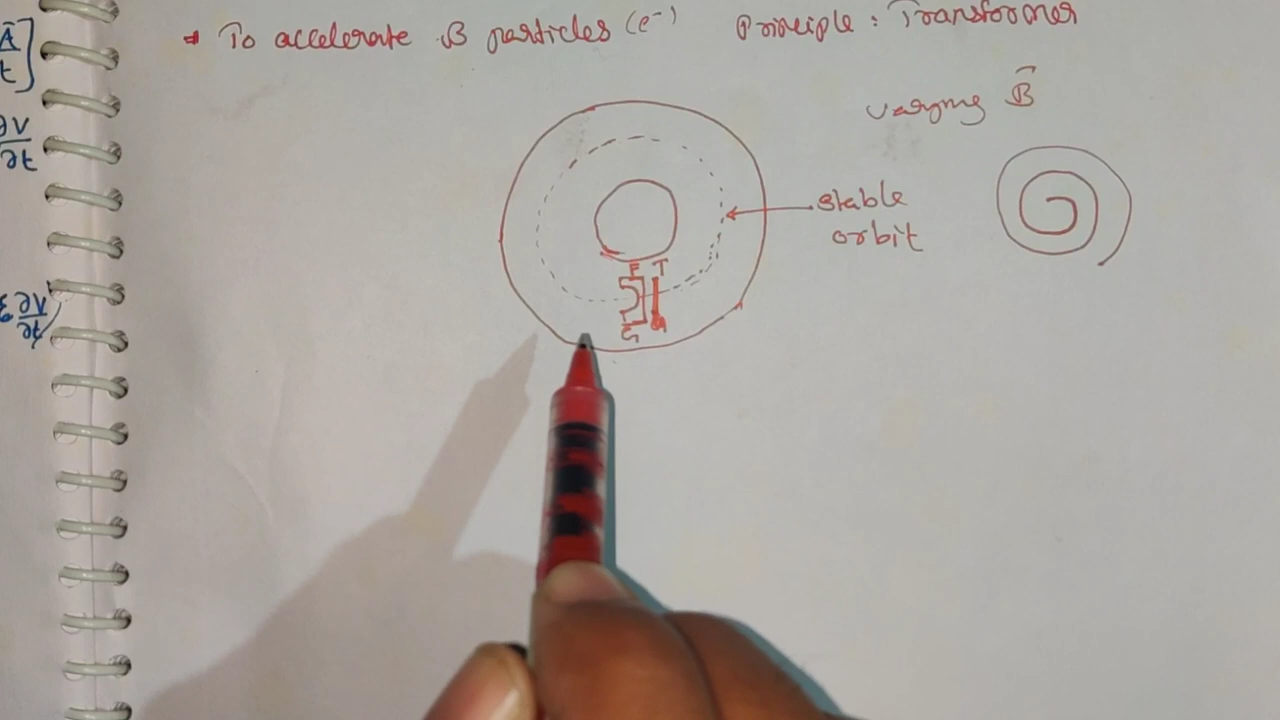 To accelerate β particles (e⁻) Principle : Transformer
varying B⃗
stable
orbit
F T
G
A⃗
t
∂V
∂t